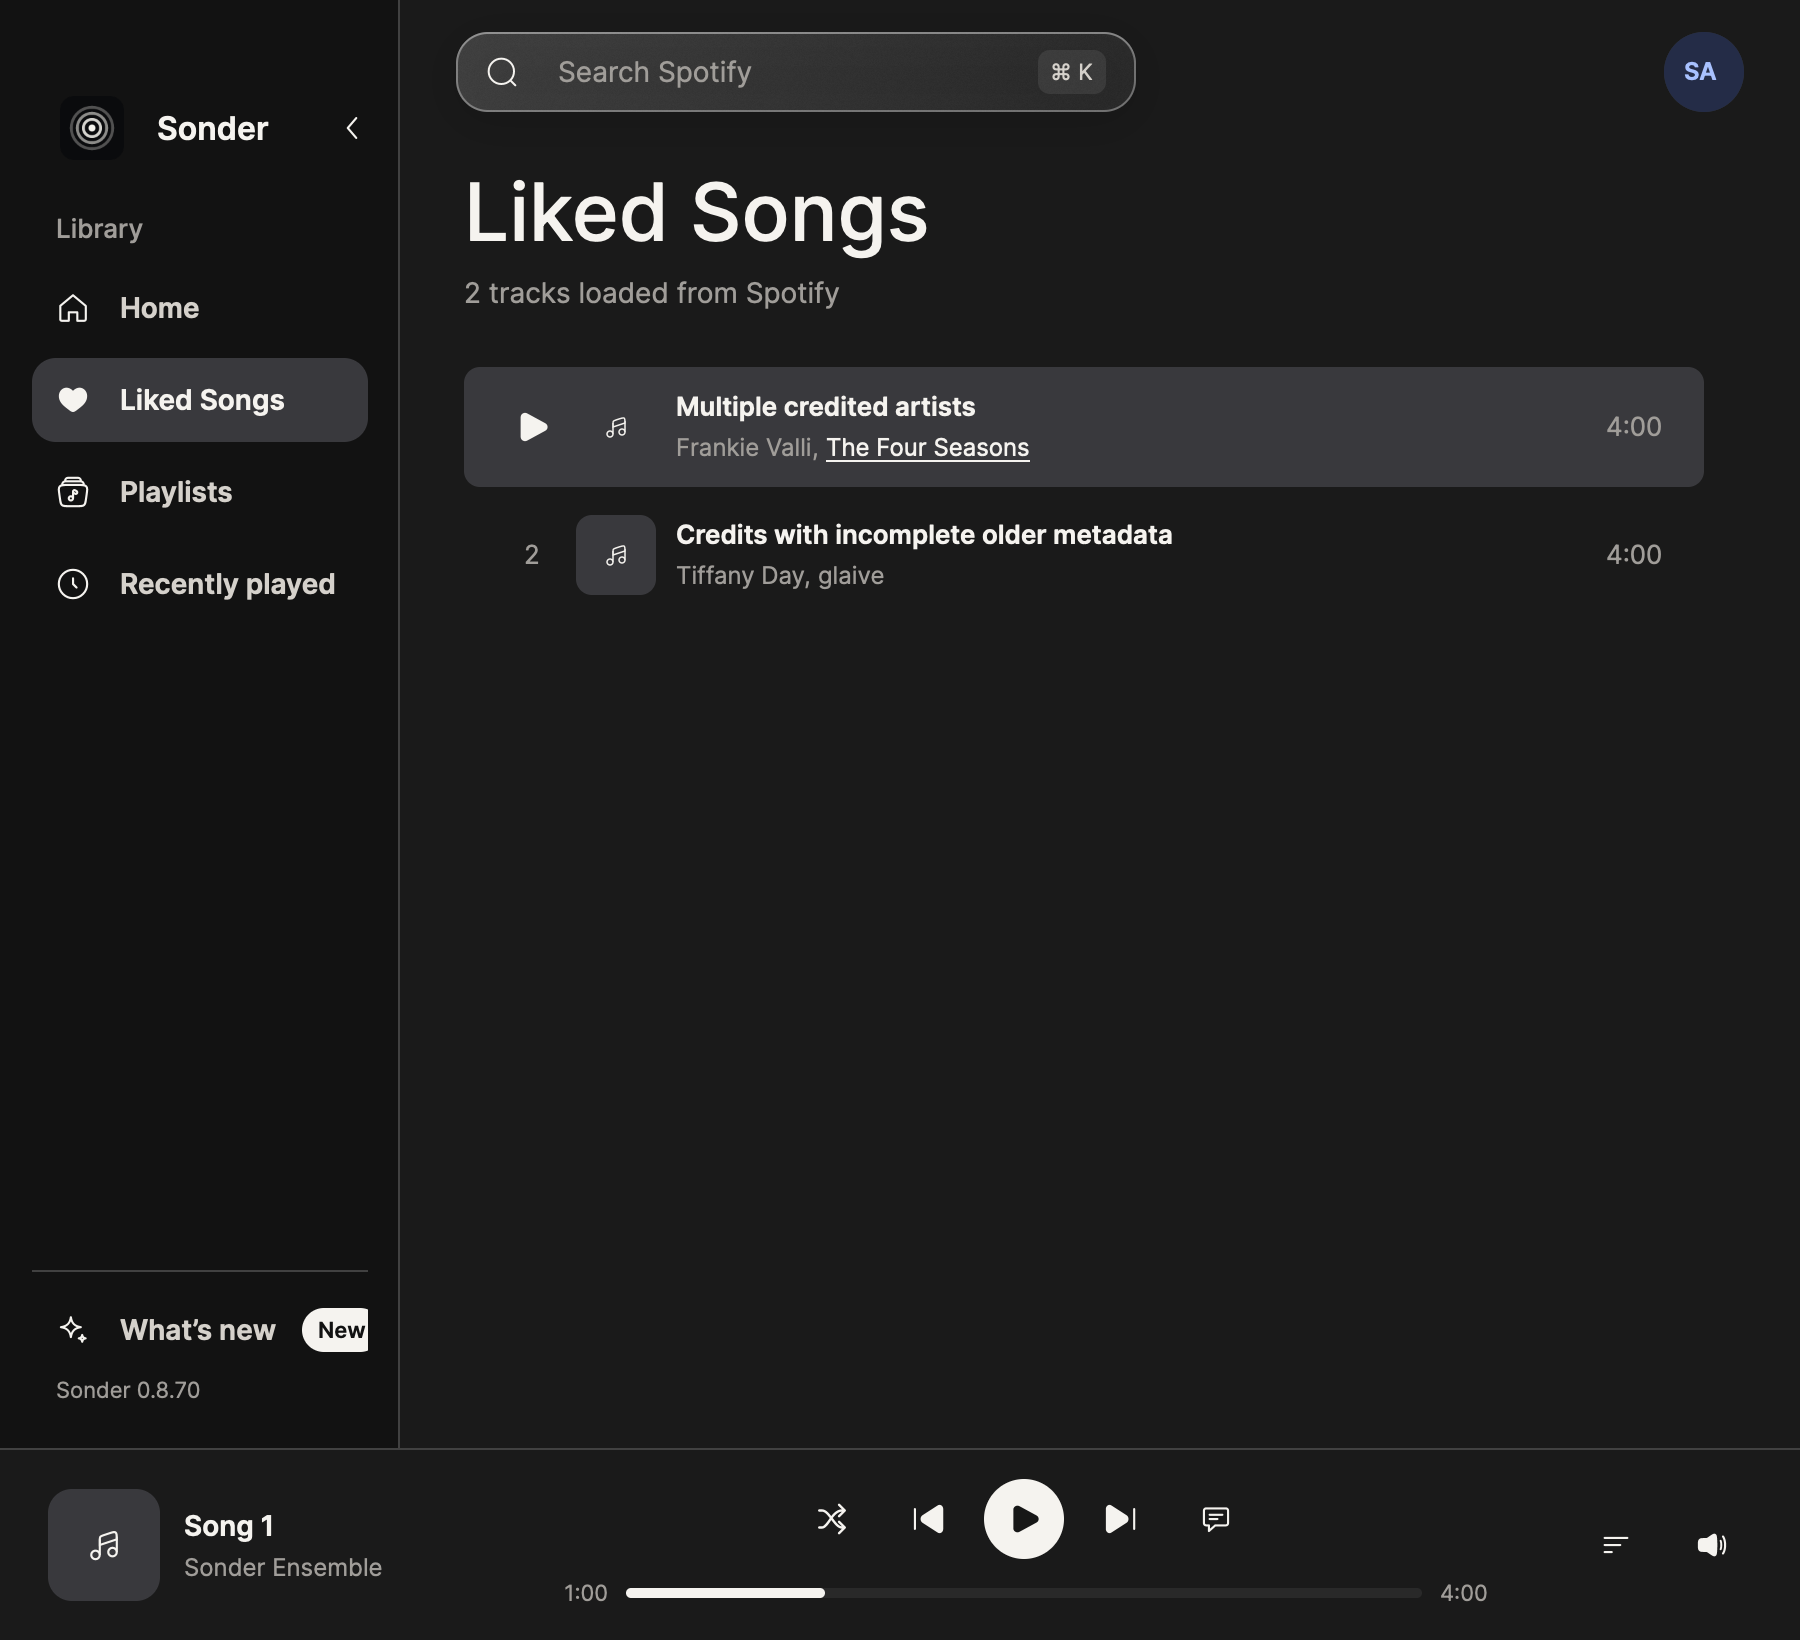 Search Spotify
⌘ K
SA
Sonder
Library
Home
Liked Songs
Playlists
Recently played
Liked Songs
2 tracks loaded from Spotify
Multiple credited artists
Frankie Valli, The Four Seasons
4:00
2
Credits with incomplete older metadata
Tiffany Day, glaive
4:00
What’s new
New
Sonder 0.8.70
Song 1
Sonder Ensemble
1:00
4:00